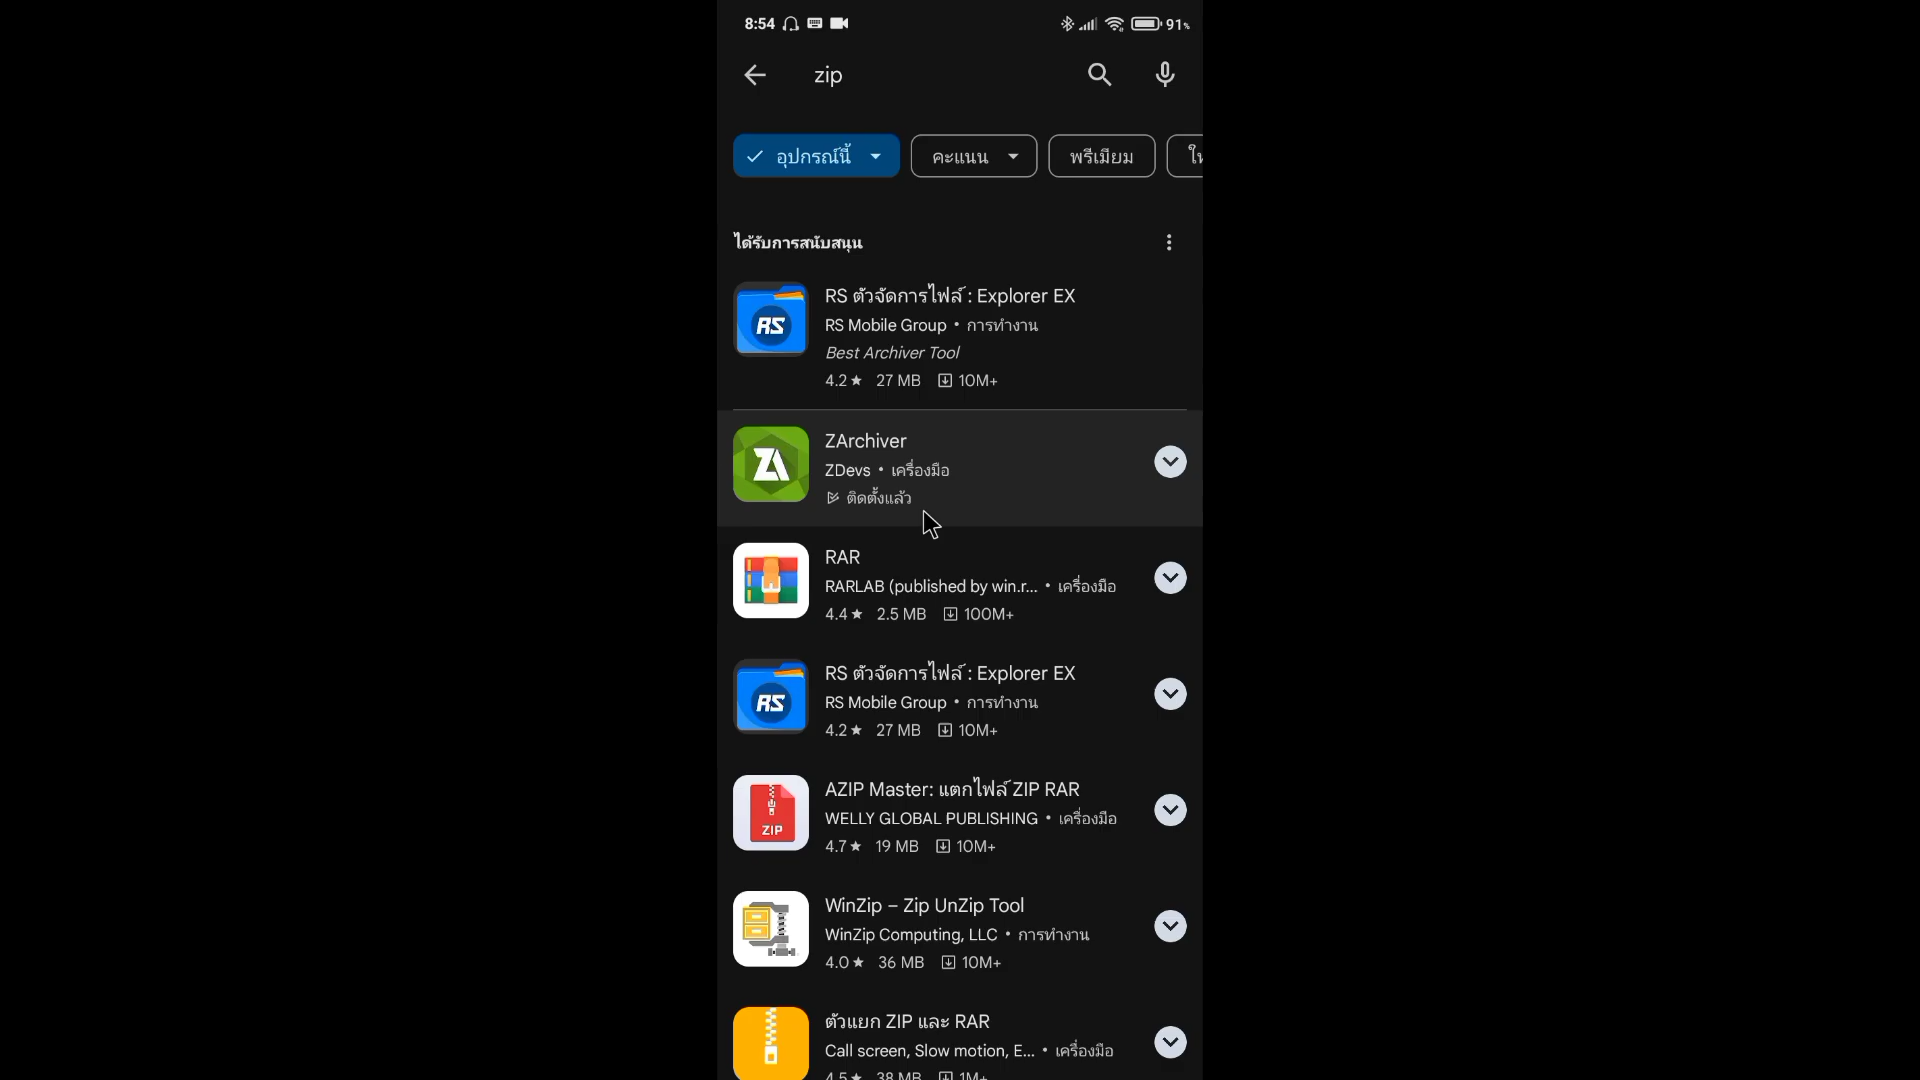 8:54 91%
zip
อุปกรณ์นี้ คะแนน พรีเมียม
ได้รับการสนับสนุน
RS
RS ตัวจัดการไฟล์ : Explorer EX
RS Mobile Group • การทำงาน
Best Archiver Tool
4.2★ 27 MB 10M+
ZA
ZArchiver
ZDevs • เครื่องมือ
ติดตั้งแล้ว
RAR
RARLAB (published by win.r... • เครื่องมือ
4.4★ 2.5 MB 100M+
RS
RS ตัวจัดการไฟล์ : Explorer EX
RS Mobile Group • การทำงาน
4.2★ 27 MB 10M+
ZIP
AZIP Master: แตกไฟล์ ZIP RAR
WELLY GLOBAL PUBLISHING • เครื่องมือ
4.7★ 19 MB 10M+
WinZip – Zip UnZip Tool
WinZip Computing, LLC • การทำงาน
4.0★ 36 MB 10M+
ตัวแยก ZIP และ RAR
Call screen, Slow motion, E... • เครื่องมือ
4.5★ 38 MB 1M+